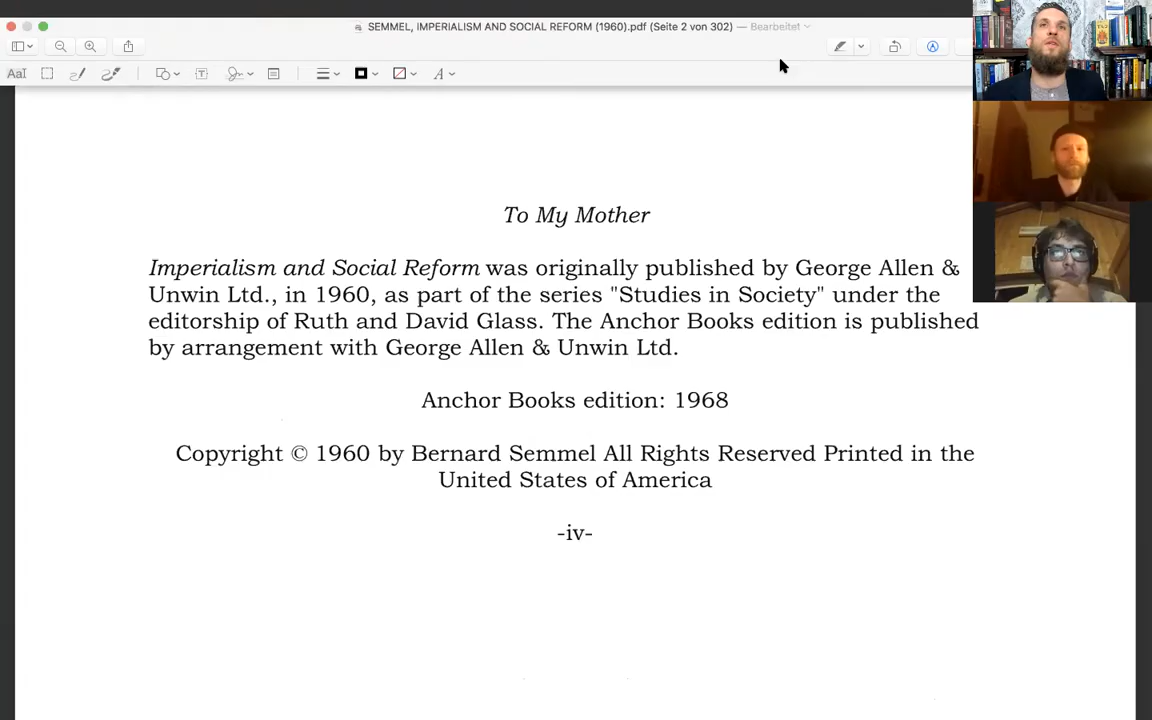 SEMMEL, IMPERIALISM AND SOCIAL REFORM (1960).pdf (Seite 2 von 302) — Bearbeitet
AaI
A
To My Mother
Imperialism and Social Reform was originally published by George Allen &
Unwin Ltd., in 1960, as part of the series "Studies in Society" under the
editorship of Ruth and David Glass. The Anchor Books edition is published
by arrangement with George Allen & Unwin Ltd.
Anchor Books edition: 1968
Copyright © 1960 by Bernard Semmel All Rights Reserved Printed in the
United States of America
-iv-